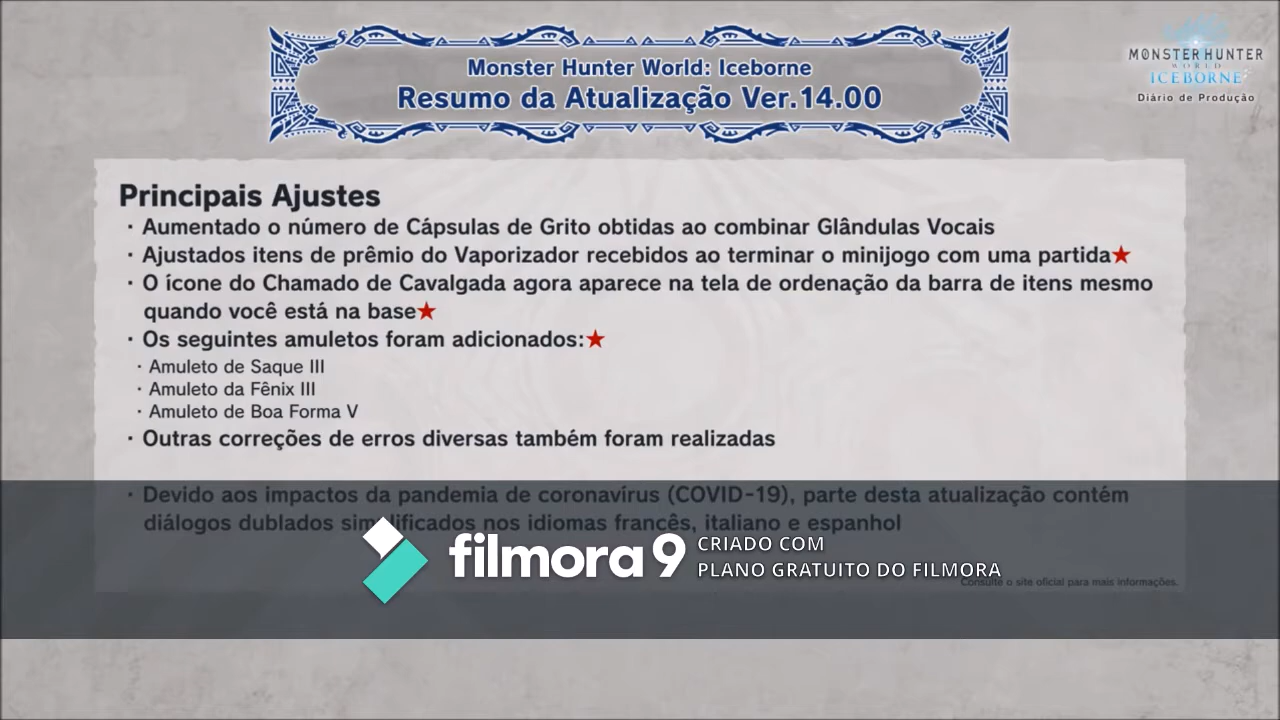 Monster Hunter World: Iceborne
Resumo da Atualização Ver.14.00
MONSTER HUNTER
WORLD
ICEBORNE
Diário de Produção
Principais Ajustes
· Aumentado o número de Cápsulas de Grito obtidas ao combinar Glândulas Vocais
· Ajustados itens de prêmio do Vaporizador recebidos ao terminar o minijogo com uma partida★
· O ícone do Chamado de Cavalgada agora aparece na tela de ordenação da barra de itens mesmo
quando você está na base★
· Os seguintes amuletos foram adicionados:★
· Amuleto de Saque III
· Amuleto da Fênix III
· Amuleto de Boa Forma V
· Outras correções de erros diversas também foram realizadas
· Devido aos impactos da pandemia de coronavírus (COVID-19), parte desta atualização contém
diálogos dublados simplificados nos idiomas francês, italiano e espanhol
filmora 9
CRIADO COM
PLANO GRATUITO DO FILMORA
Consulte o site oficial para mais informações.